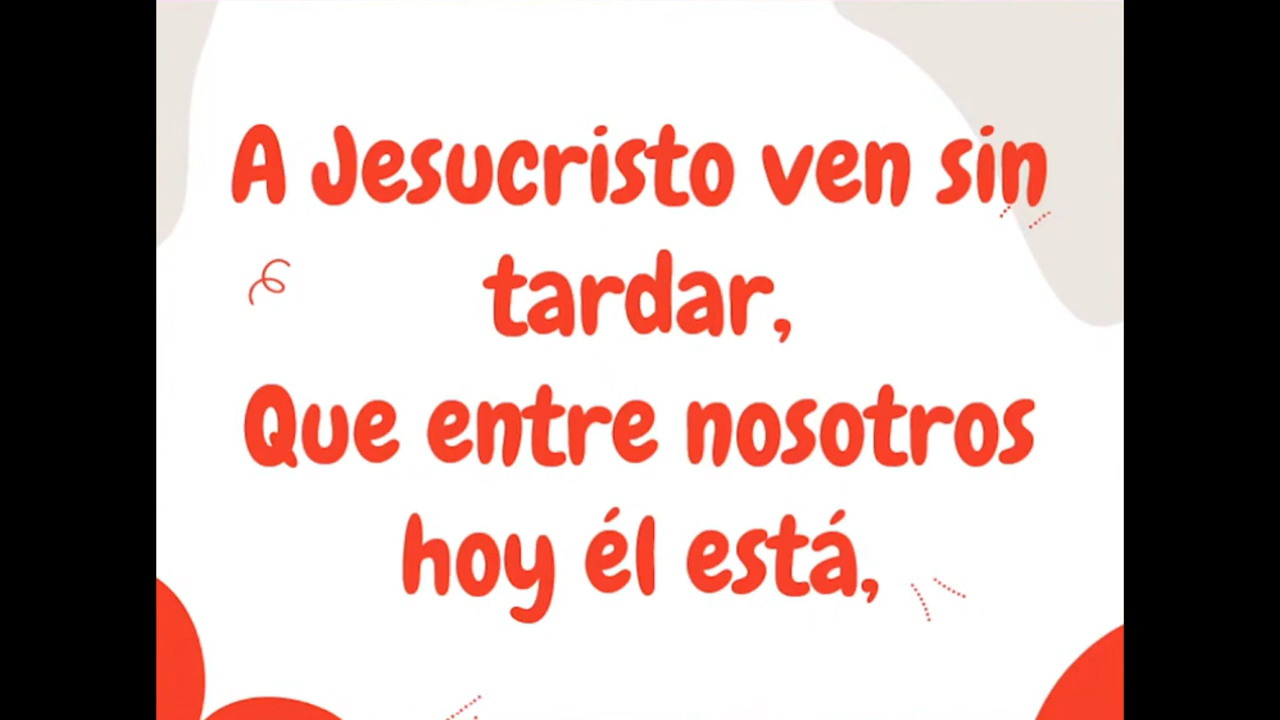 A Jesucristo ven sin
tardar,
Que entre nosotros
hoy él está,